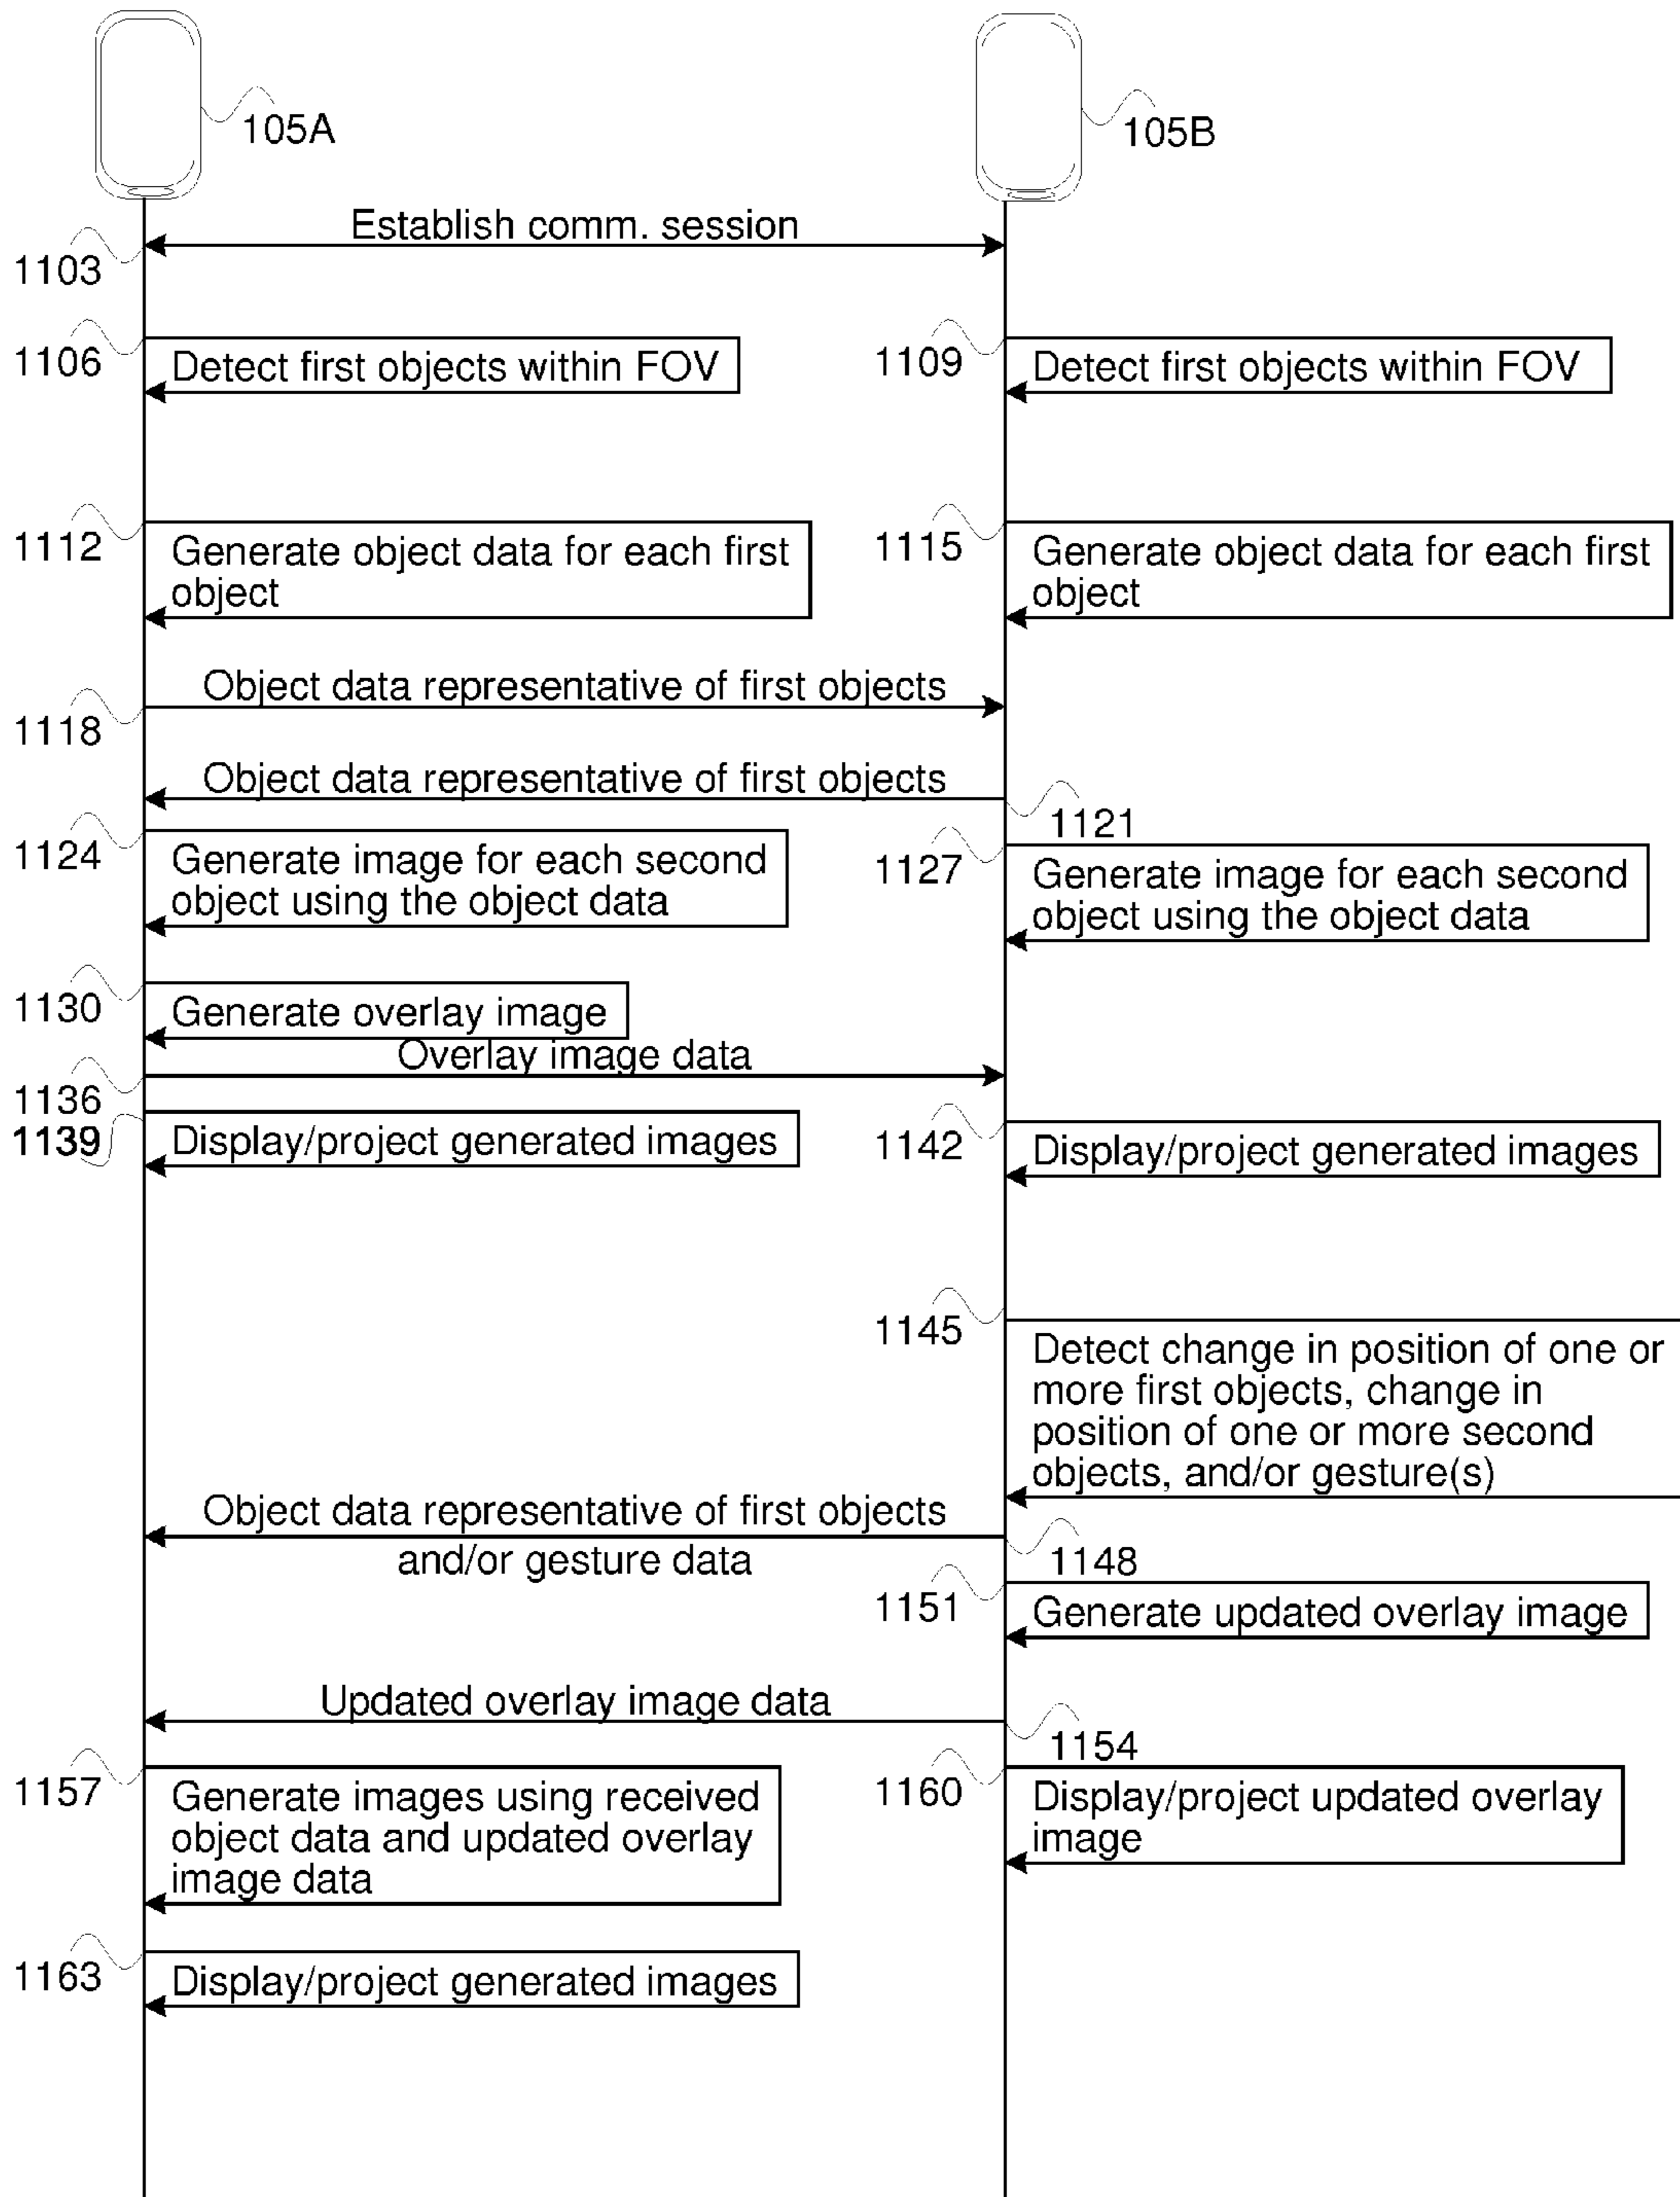 105A
105B
Establish comm. session
1103
1106
Detect first objects within FOV
1109
Detect first objects within FOV
1112
Generate object data for each first
object
1115
Generate object data for each first
object
Object data representative of first objects
1118
Object data representative of first objects
1121
1124
Generate image for each second
object using the object data
1127
Generate image for each second
object using the object data
1130
Generate overlay image
Overlay image data
1136
1139
Display/project generated images
1142
Display/project generated images
1145
Detect change in position of one or
more first objects, change in
position of one or more second
objects, and/or gesture(s)
Object data representative of first objects
and/or gesture data
1148
1151
Generate updated overlay image
Updated overlay image data
1154
1157
Generate images using received
object data and updated overlay
image data
1160
Display/project updated overlay
image
1163
Display/project generated images